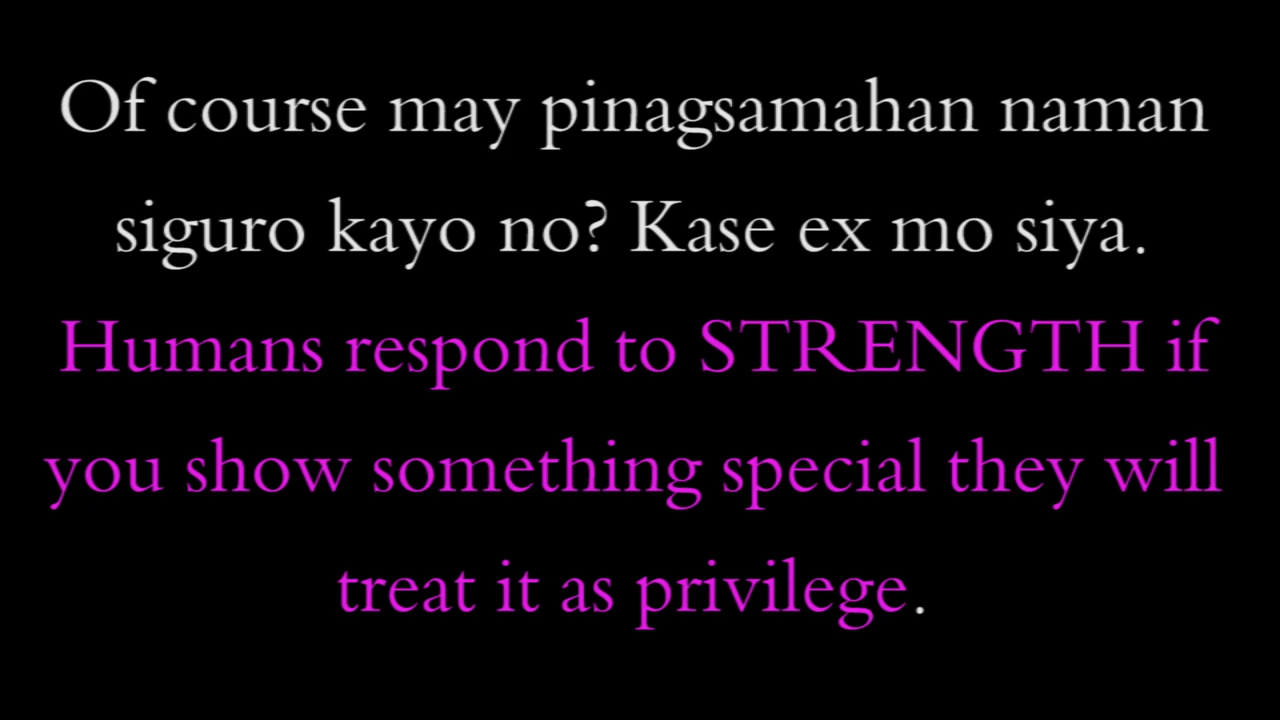 Of course may pinagsamahan naman
siguro kayo no? Kase ex mo siya.
Humans respond to STRENGTH if
you show something special they will
treat it as privilege.